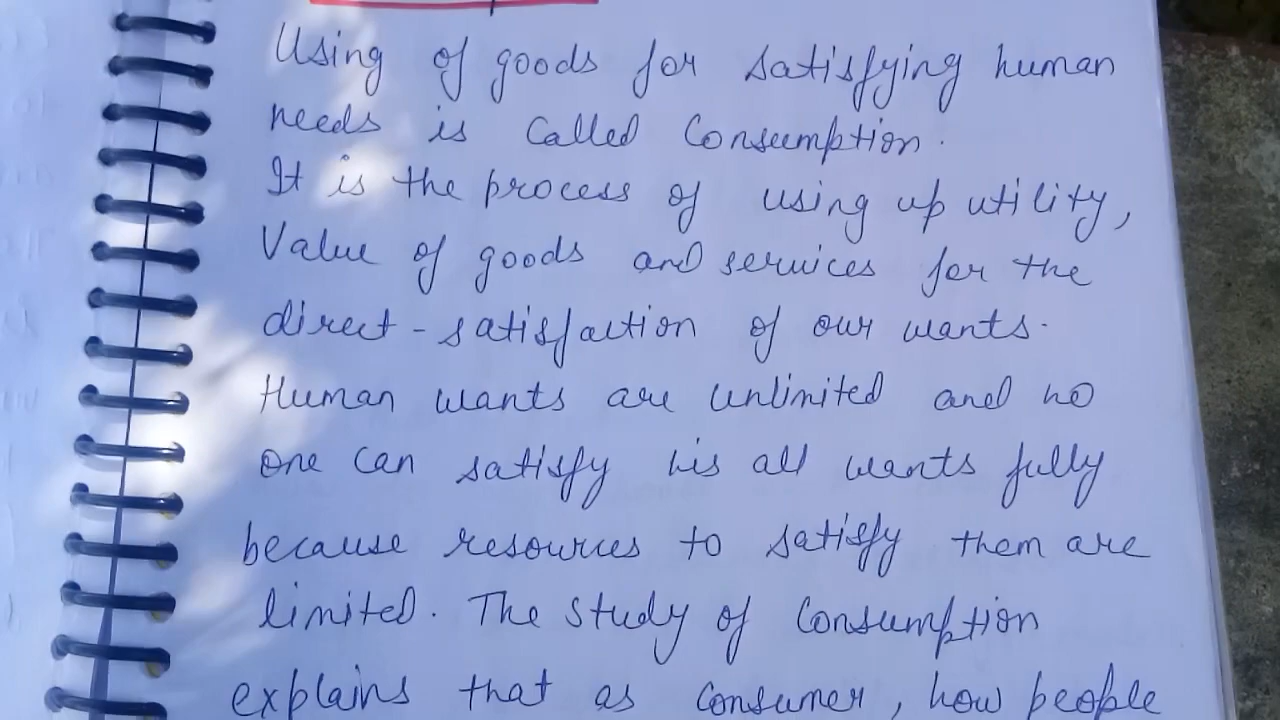 Using of goods for satisfying human
needs is called Consumption.
It is the process of using up utility,
Value of goods and services for the
direct - satisfaction of our wants.
Human wants are unlimited and no
one can satisfy his all wants fully
because resources to satisfy them are
limited. The study of Consumption
explains that as consumer, how people